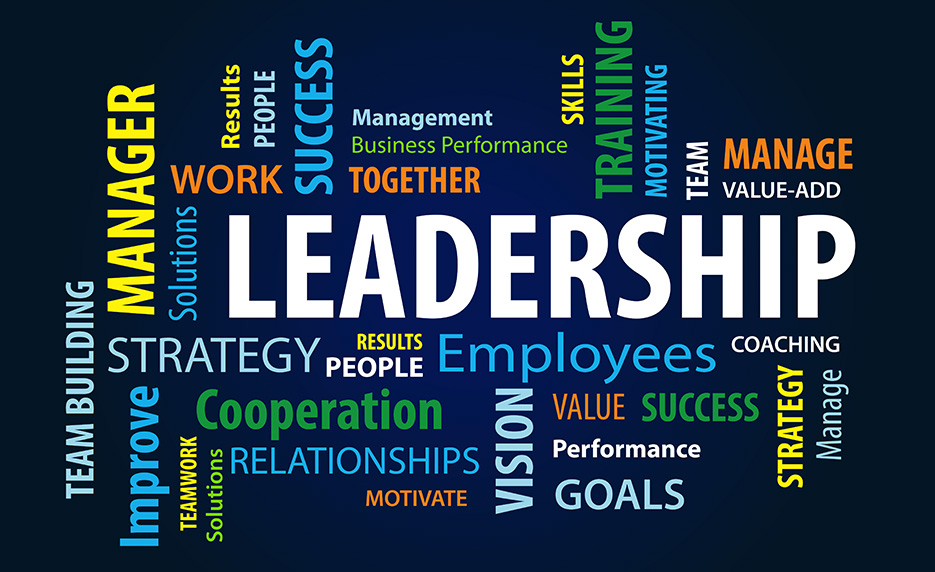 MANAGER
Results
PEOPLE
SUCCESS
Management
Business Performance
WORK
TOGETHER
SKILLS
TRAINING
MOTIVATING
TEAM
MANAGE
VALUE-ADD
Solutions
LEADERSHIP
TEAM BUILDING
STRATEGY
RESULTS
PEOPLE
Employees
COACHING
Improve
Cooperation
TEAMWORK
Solutions
RELATIONSHIPS
MOTIVATE
VISION
VALUE
SUCCESS
Performance
GOALS
STRATEGY
Manage